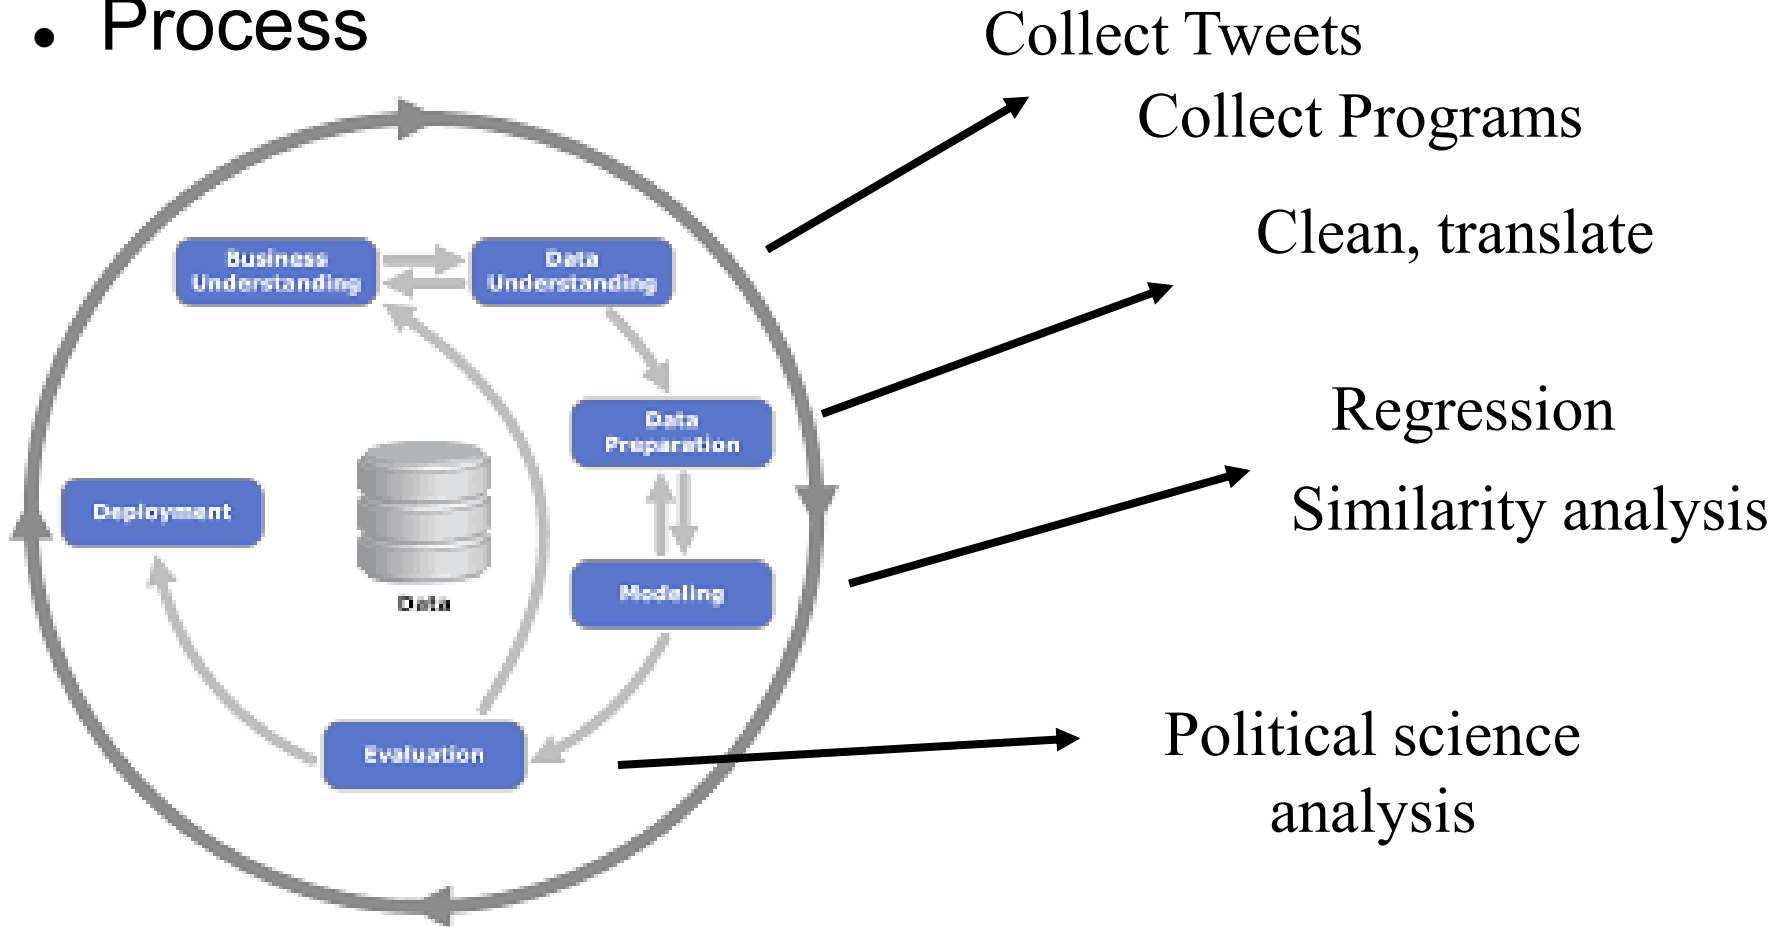 • Process
Collect Tweets
Collect Programs
Clean, translate
Business
Understanding
Data
Understanding
Data
Preparation
Regression
Similarity analysis
Deployment
Data
Modeling
Evaluation
Political science
analysis